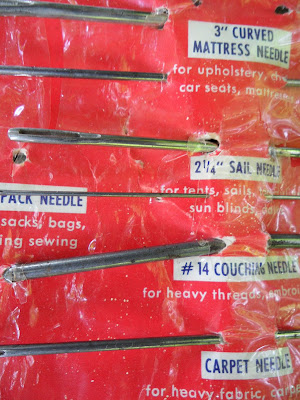 3" CURVED
MATTRESS NEEDLE
for upholstery,
car seats,
2¼" SAIL NEEDLE
for tents, sails,
sun blinds,
PACK NEEDLE
sacks, bags,
sewing
#14 COUCHING NEEDLE
for heavy threads,
CARPET NEEDLE
for heavy fabric,